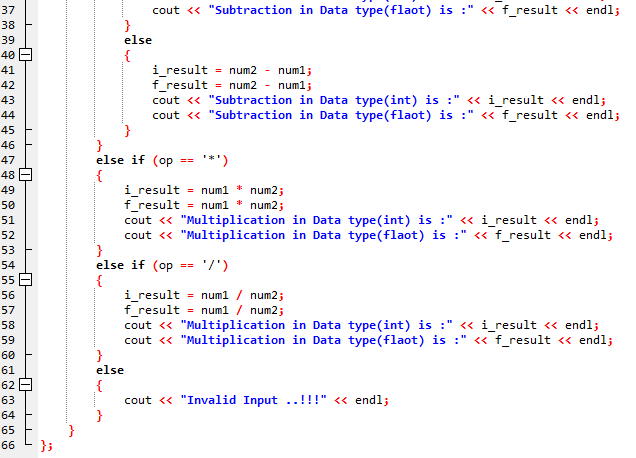 37 cout << "Subtraction in Data type(flaot) is :" << f_result << endl;
38 }
39 else
40 {
41 i_result = num2 - num1;
42 f_result = num2 - num1;
43 cout << "Subtraction in Data type(int) is :" << i_result << endl;
44 cout << "Subtraction in Data type(flaot) is :" << f_result << endl;
45 }
46 }
47 else if (op == '*')
48 {
49 i_result = num1 * num2;
50 f_result = num1 * num2;
51 cout << "Multiplication in Data type(int) is :" << i_result << endl;
52 cout << "Multiplication in Data type(flaot) is :" << f_result << endl;
53 }
54 else if (op == '/')
55 {
56 i_result = num1 / num2;
57 f_result = num1 / num2;
58 cout << "Multiplication in Data type(int) is :" << i_result << endl;
59 cout << "Multiplication in Data type(flaot) is :" << f_result << endl;
60 }
61 else
62 {
63 cout << "Invalid Input ..!!!" << endl;
64 }
65 }
66 };